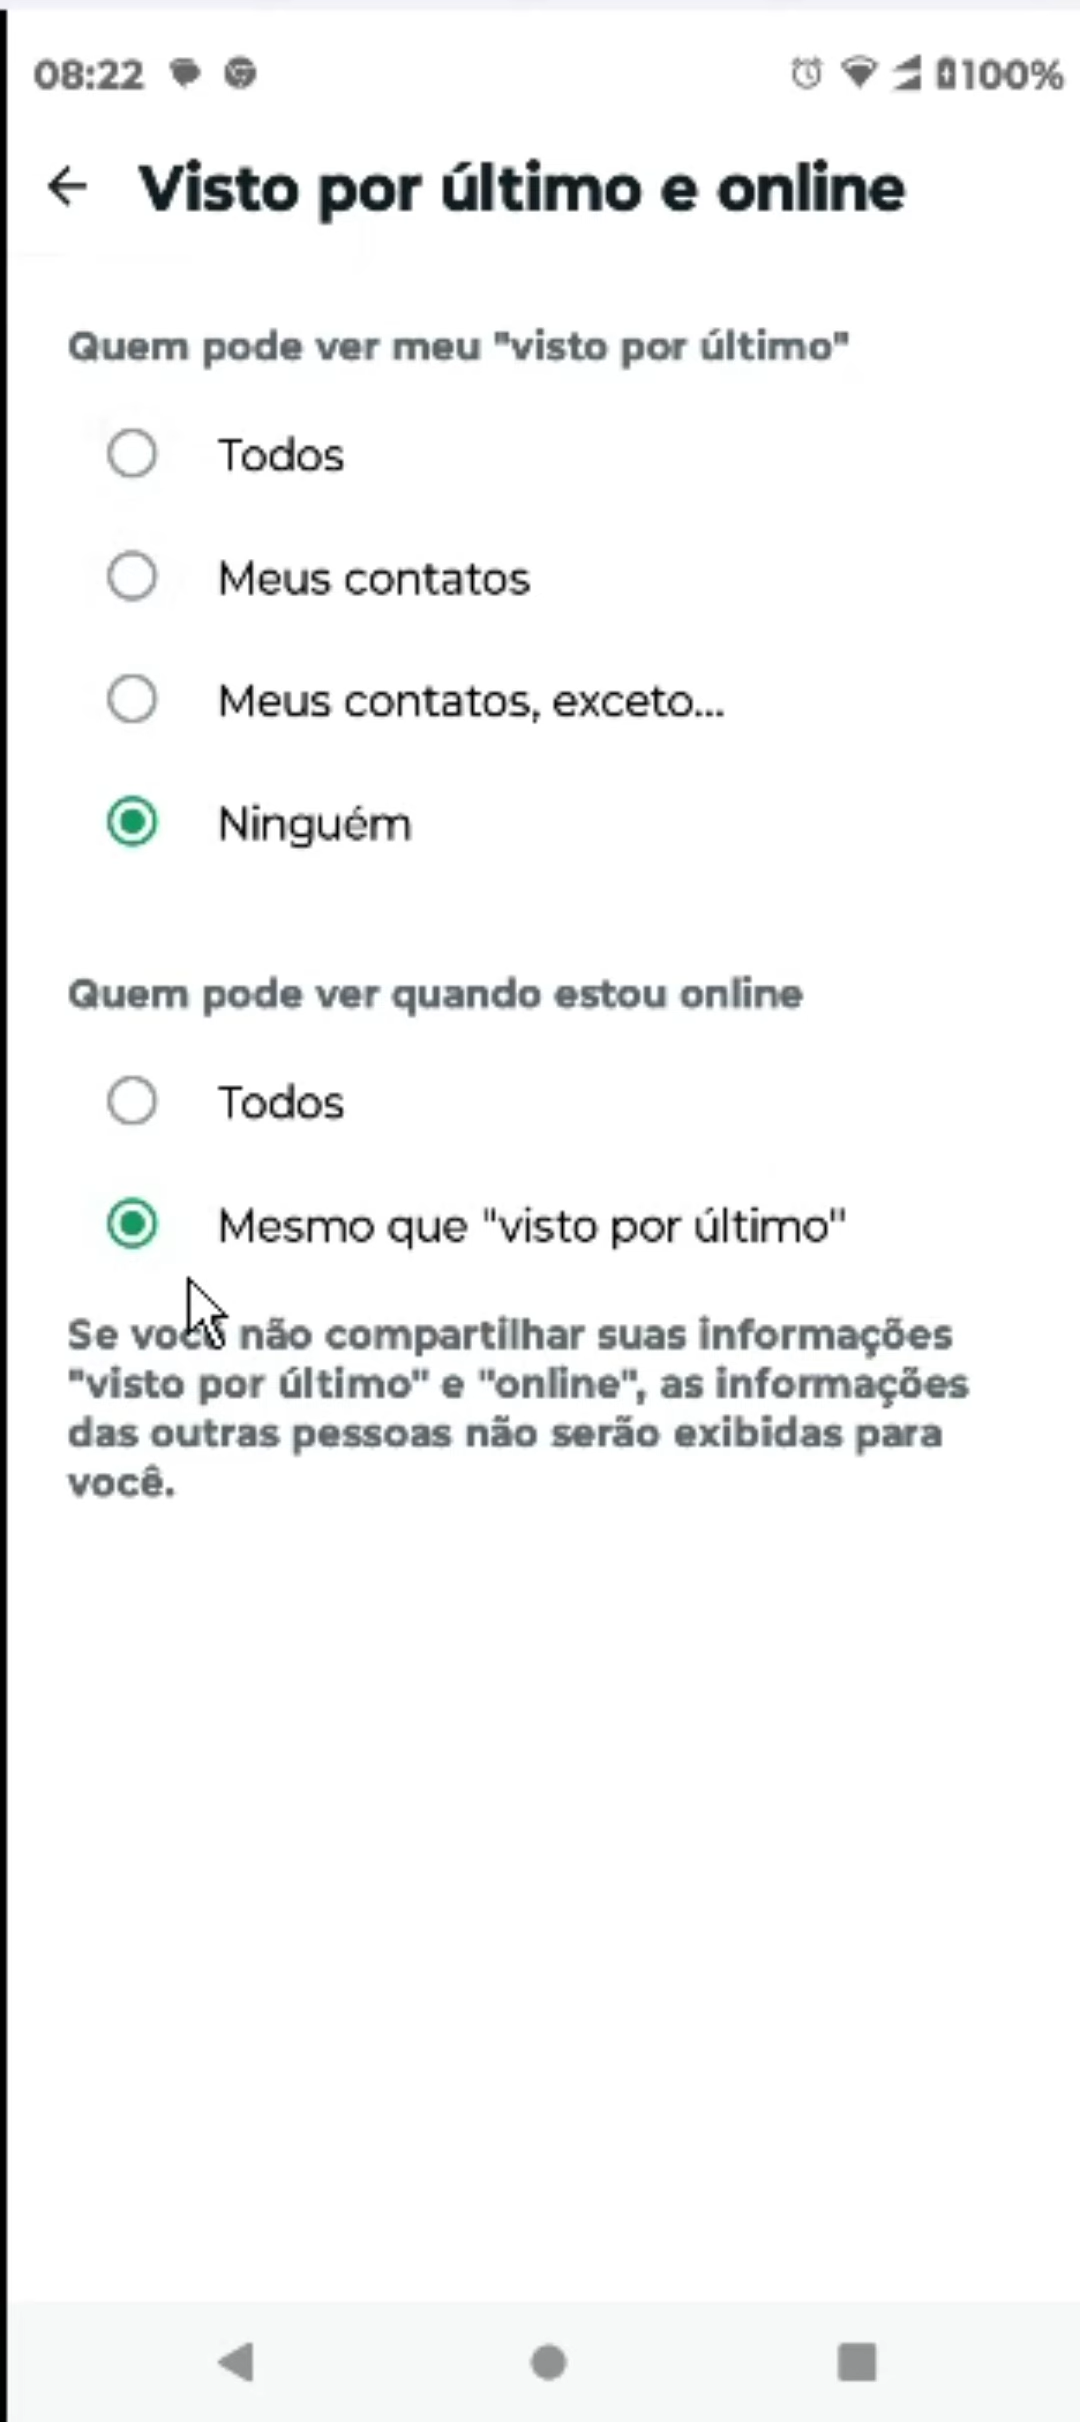 08:22 100%
Visto por último e online
Quem pode ver meu "visto por último"
Todos
Meus contatos
Meus contatos, exceto...
Ninguém
Quem pode ver quando estou online
Todos
Mesmo que "visto por último"
Se você não compartilhar suas informações
"visto por último" e "online", as informações
das outras pessoas não serão exibidas para
você.